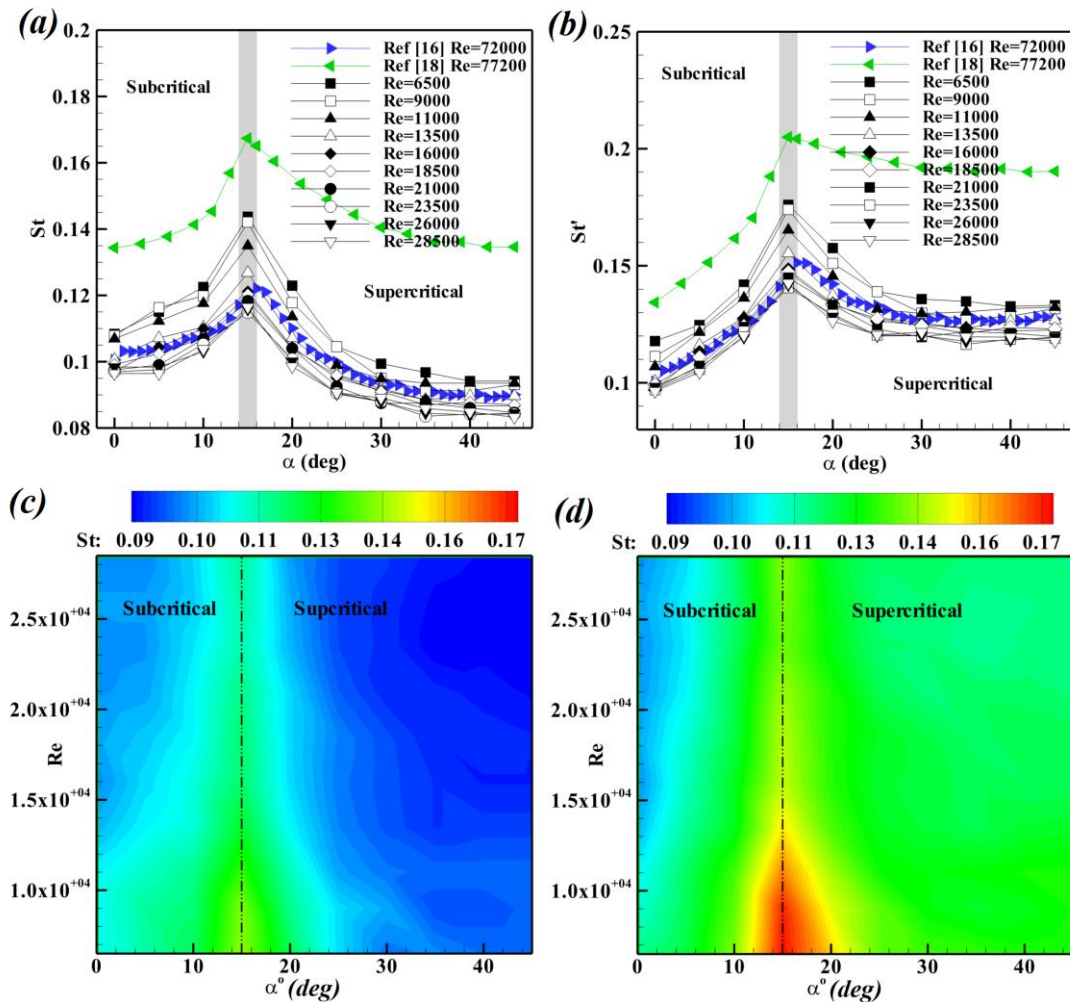 (a)
0.2
0.18
0.16
0.14
0.12
0.1
0.08
St
Subcritical
Supercritical
Ref [16] Re=72000
Ref [18] Re=77200
Re=6500
Re=9000
Re=11000
Re=13500
Re=16000
Re=18500
Re=21000
Re=23500
Re=26000
Re=28500
0 10 20 30 40
α (deg)
(b)
0.25
0.2
0.15
0.1
St'
Subcritical
Supercritical
Ref [16] Re=72000
Ref [18] Re=77200
Re=6500
Re=9000
Re=11000
Re=13500
Re=16000
Re=18500
Re=21000
Re=23500
Re=26000
Re=28500
0 10 20 30 40
α (deg)
(c)
St: 0.09 0.10 0.11 0.13 0.14 0.16 0.17
Subcritical Supcritical
2.5x10+04
2.0x10+04
1.5x10+04
1.0x10+04
Re
0 10 20 30 40
α° (deg)
(d)
St: 0.09 0.10 0.11 0.13 0.14 0.16 0.17
Subcritical Supercritical
2.5x10+04
2.0x10+04
1.5x10+04
1.0x10+04
Re
0 10 20 30 40
α° (deg)